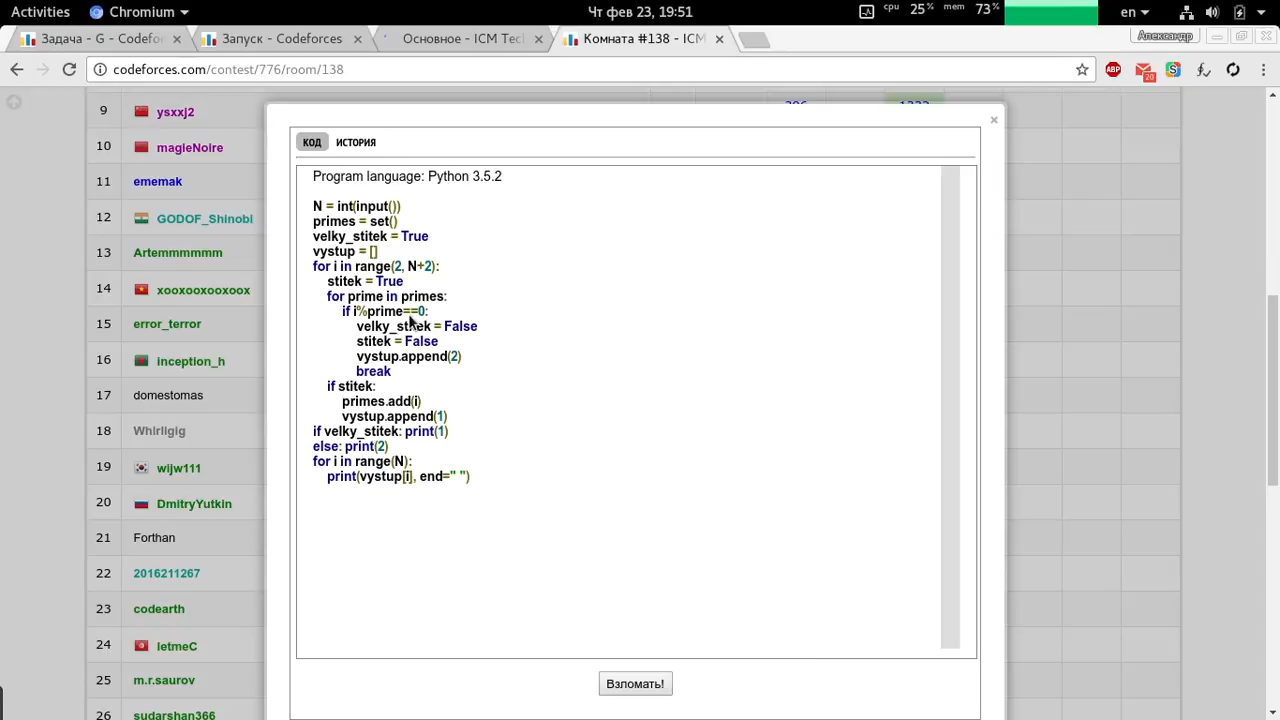 Activities Chromium Чт фев 23, 19:51 cpu 25% mem 73% en
Задача - G - Codefor Запуск - Codeforces Основное - ICM Tec Комната #138 - ICM Александр
codeforces.com/contest/776/room/138 ABP 20
9 ysxxj2
10 magieNoire
11 ememak
12 GODOF_Shinobi
13 Artemmmmmm
14 xooxooxooxoox
15 error_terror
16 inception_h
17 domestomas
18 Whirligig
19 wijw111
20 DmitryYutkin
21 Forthan
22 2016211267
23 codearth
24 letmeC
25 m.r.saurov
26 sudarshan366
КОД ИСТОРИЯ
Program language: Python 3.5.2
N = int(input())
primes = set()
velky_stitek = True
vystup = []
for i in range(2, N+2):
stitek = True
for prime in primes:
if i%prime==0:
velky_stitek = False
stitek = False
vystup.append(2)
break
if stitek:
primes.add(i)
vystup.append(1)
if velky_stitek: print(1)
else: print(2)
for i in range(N):
print(vystup[i], end=" ")
Взломать!